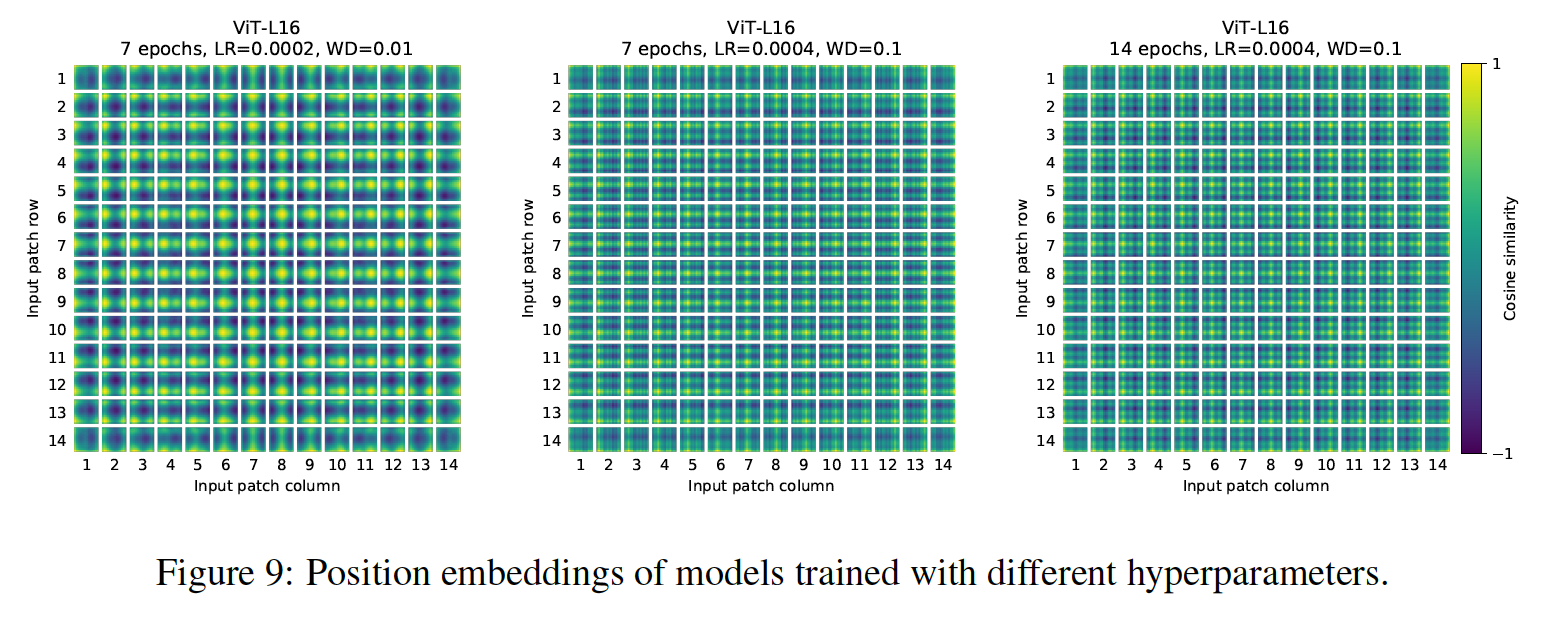 ViT-L16
7 epochs, LR=0.0002, WD=0.01
ViT-L16
7 epochs, LR=0.0004, WD=0.1
ViT-L16
14 epochs, LR=0.0004, WD=0.1
Input patch row
1
2
3
4
5
6
7
8
9
10
11
12
13
14
1 2 3 4 5 6 7 8 9 10 11 12 13 14
Input patch column
Input patch row
1
2
3
4
5
6
7
8
9
10
11
12
13
14
1 2 3 4 5 6 7 8 9 10 11 12 13 14
Input patch column
Input patch row
1
2
3
4
5
6
7
8
9
10
11
12
13
14
1 2 3 4 5 6 7 8 9 10 11 12 13 14
Input patch column
1
Cosine similarity
−1
Figure 9: Position embeddings of models trained with different hyperparameters.